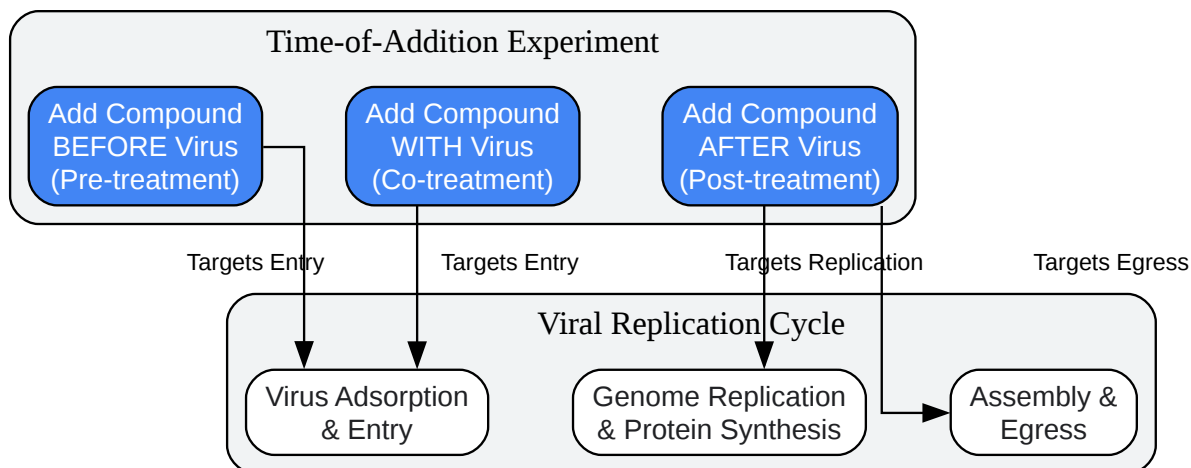 Time-of-Addition Experiment
Add Compound
BEFORE Virus
(Pre-treatment)
Add Compound
WITH Virus
(Co-treatment)
Add Compound
AFTER Virus
(Post-treatment)
Targets Entry
Targets Entry
Targets Replication
Targets Egress
Viral Replication Cycle
Virus Adsorption
& Entry
Genome Replication
& Protein Synthesis
Assembly &
Egress